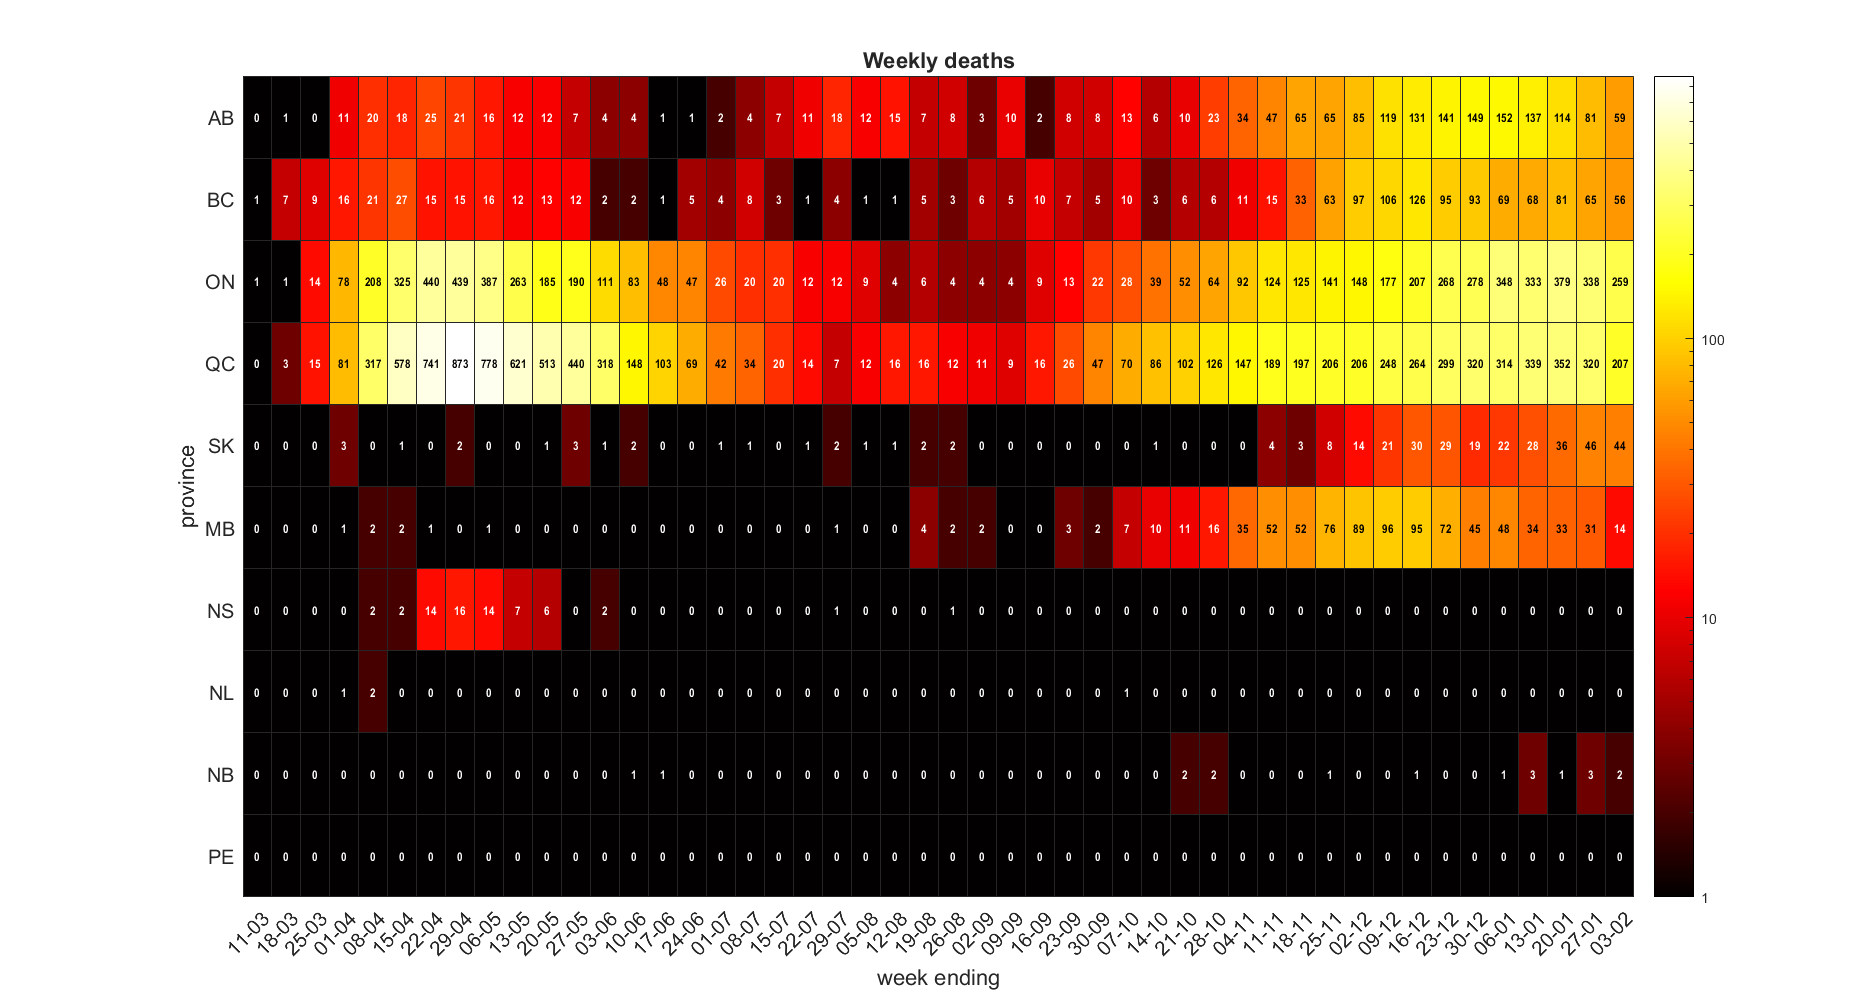 Weekly deaths
AB 0 1 0 11 20 18 25 21 16 12 12 7 4 4 1 1 2 4 7 11 18 12 15 7 8 3 10 2 8 8 13 6 10 23 34 47 65 65 85 119 131 141 149 152 137 114 81 59
BC 1 7 9 16 21 27 15 15 16 12 13 12 2 2 1 5 4 8 3 1 4 1 1 5 3 6 5 10 7 5 10 3 6 6 11 15 33 63 97 106 126 95 93 69 68 81 65 56
ON 1 1 14 78 208 325 440 439 387 263 185 190 111 83 48 47 26 20 20 12 12 9 4 6 4 4 4 9 13 22 28 39 52 64 92 124 125 141 148 177 207 268 278 348 333 379 338 259
QC 0 3 15 81 317 578 741 873 778 621 513 440 318 148 103 69 42 34 20 14 7 12 16 16 12 11 9 16 26 47 70 86 102 126 147 189 197 206 206 248 264 299 320 314 339 352 320 207
100
SK 0 0 0 3 0 1 0 2 0 0 1 3 1 2 0 0 1 1 0 1 2 1 1 2 2 0 0 0 0 0 0 1 0 0 0 4 3 8 14 21 30 29 19 22 28 36 46 44
province
MB 0 0 0 1 2 2 1 0 1 0 0 0 0 0 0 0 0 0 0 0 1 0 0 4 2 2 0 0 3 2 7 10 11 16 35 52 52 76 89 96 95 72 45 48 34 33 31 14
NS 0 0 0 0 2 2 14 16 14 7 6 0 2 0 0 0 0 0 0 0 1 0 0 0 1 0 0 0 0 0 0 0 0 0 0 0 0 0 0 0 0 0 0 0 0 0 0 0
10
NL 0 0 0 1 2 0 0 0 0 0 0 0 0 0 0 0 0 0 0 0 0 0 0 0 0 0 0 0 0 0 1 0 0 0 0 0 0 0 0 0 0 0 0 0 0 0 0 0
NB 0 0 0 0 0 0 0 0 0 0 0 0 0 1 1 0 0 0 0 0 0 0 0 0 0 0 0 0 0 0 0 0 2 2 0 0 0 1 0 0 1 0 0 1 3 1 3 2
PE 0 0 0 0 0 0 0 0 0 0 0 0 0 0 0 0 0 0 0 0 0 0 0 0 0 0 0 0 0 0 0 0 0 0 0 0 0 0 0 0 0 0 0 0 0 0 0 0
1
11-03 18-03 25-03 01-04 08-04 15-04 22-04 29-04 06-05 13-05 20-05 27-05 03-06 10-06 17-06 24-06 01-07 08-07 15-07 22-07 29-07 05-08 12-08 19-08 26-08 02-09 09-09 16-09 23-09 30-09 07-10 14-10 21-10 28-10 04-11 11-11 18-11 25-11 02-12 09-12 16-12 23-12 30-12 06-01 13-01 20-01 27-01 03-02
week ending